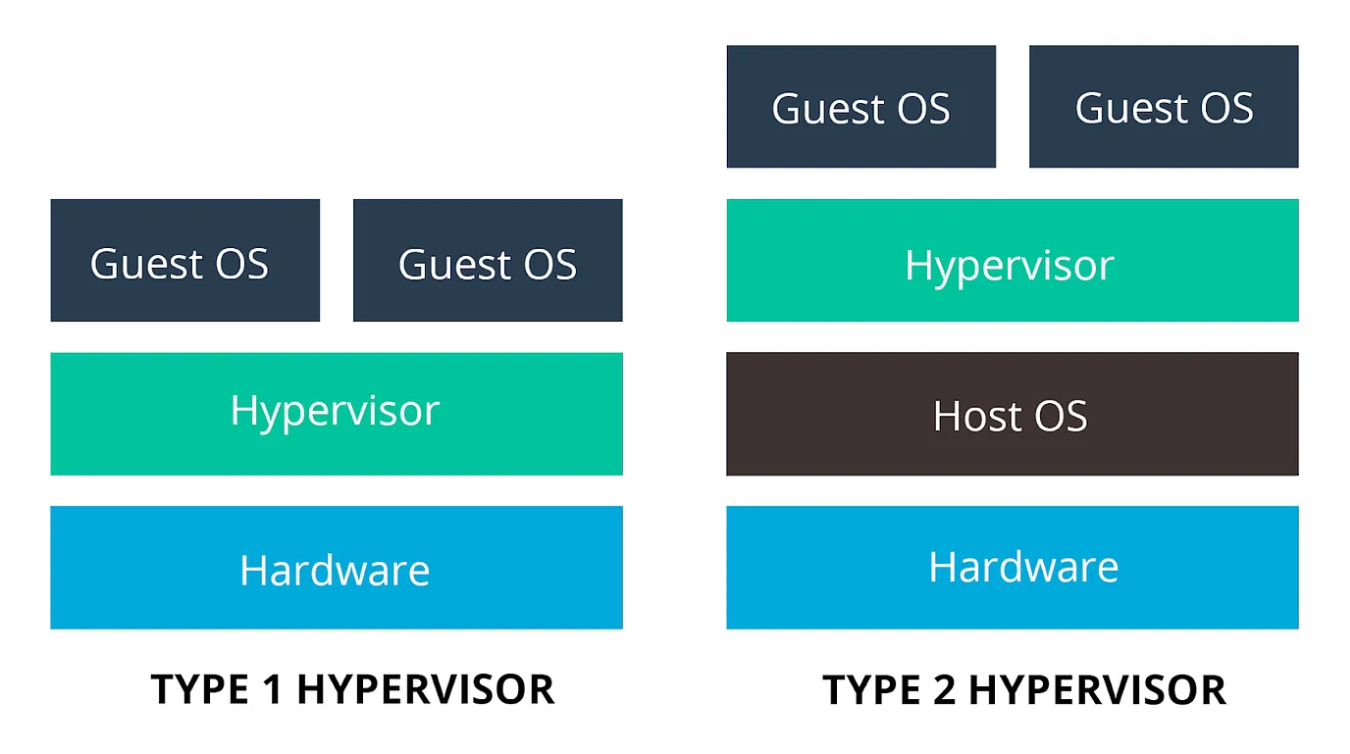 Guest OS
Guest OS
Hypervisor
Hardware
TYPE 1 HYPERVISOR
Guest OS
Guest OS
Hypervisor
Host OS
Hardware
TYPE 2 HYPERVISOR